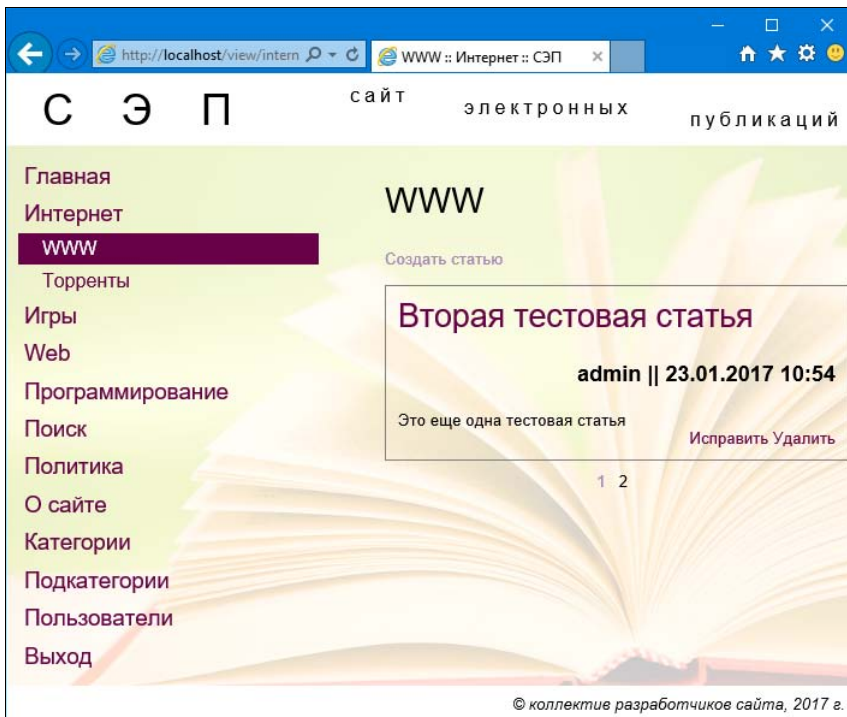 http://localhost/view/intern
WWW :: Интернет :: СЭП
С Э П
сайт
электронных
публикаций
Главная
Интернет
WWW
Торренты
Игры
Web
Программирование
Поиск
Политика
О сайте
Категории
Подкатегории
Пользователи
Выход
WWW
Создать статью
Вторая тестовая статья
admin || 23.01.2017 10:54
Это еще одна тестовая статья
Исправить Удалить
1 2
© коллектив разработчиков сайта, 2017 г.